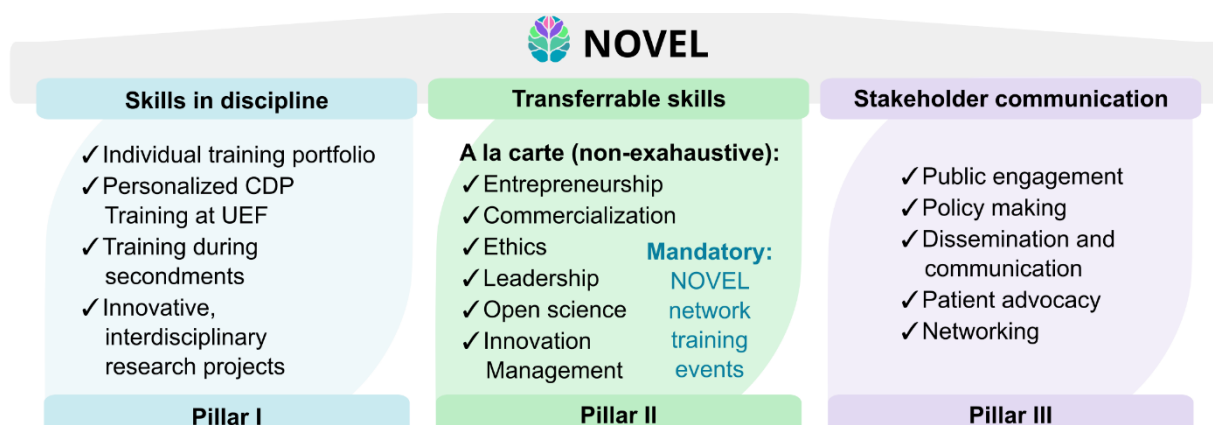 NOVEL
Skills in discipline
✓Individual training portfolio
✓Personalized CDP
Training at UEF
✓Training during
secondments
✓Innovative,
interdisciplinary
research projects
Pillar I
Transferrable skills
A la carte (non-exahaustive):
✓Entrepreneurship
✓Commercialization
✓Ethics
✓Leadership
✓Open science
✓Innovation
Management
Mandatory:
NOVEL
network
training
events
Pillar II
Stakeholder communication
✓Public engagement
✓Policy making
✓Dissemination and
communication
✓Patient advocacy
✓Networking
Pillar III